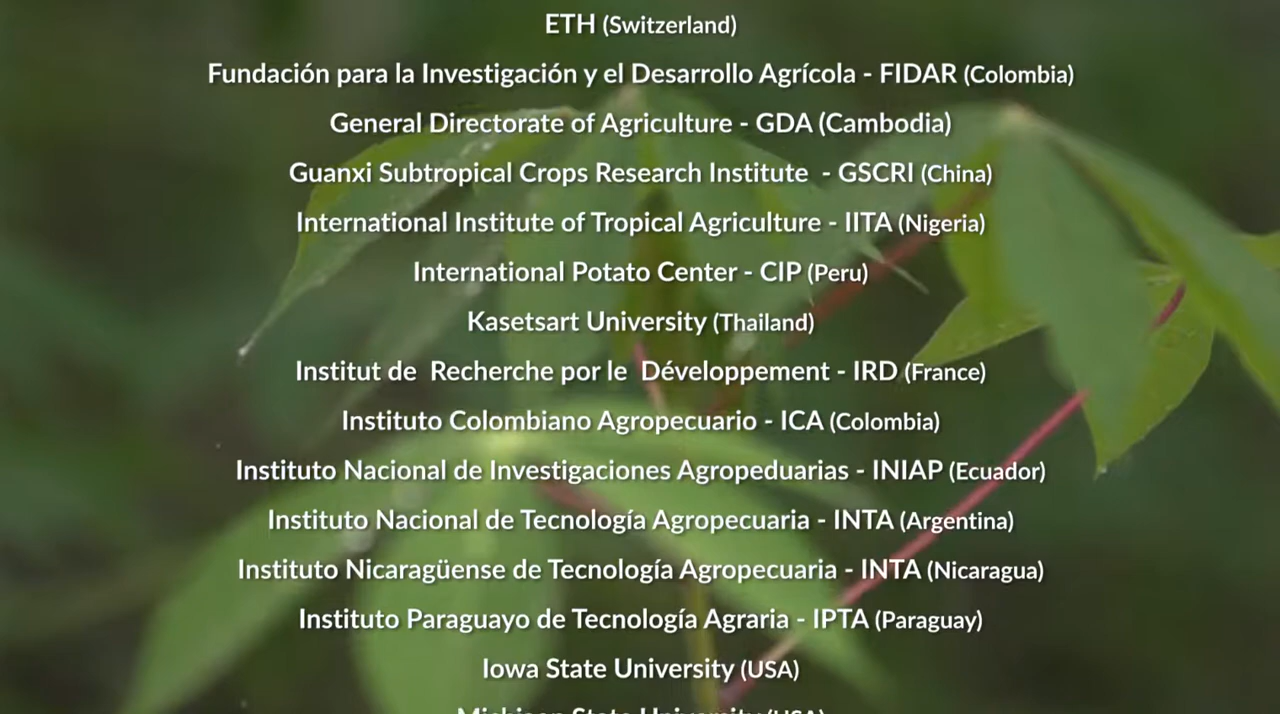 ETH (Switzerland)
Fundación para la Investigación y el Desarrollo Agrícola - FIDAR (Colombia)
General Directorate of Agriculture - GDA (Cambodia)
Guanxi Subtropical Crops Research Institute - GSCRI (China)
International Institute of Tropical Agriculture - IITA (Nigeria)
International Potato Center - CIP (Peru)
Kasetsart University (Thailand)
Institut de Recherche por le Développement - IRD (France)
Instituto Colombiano Agropecuario - ICA (Colombia)
Instituto Nacional de Investigaciones Agropeduarias - INIAP (Ecuador)
Instituto Nacional de Tecnología Agropecuaria - INTA (Argentina)
Instituto Nicaragüense de Tecnología Agropecuaria - INTA (Nicaragua)
Instituto Paraguayo de Tecnología Agraria - IPTA (Paraguay)
Iowa State University (USA)
Michigan State University (USA)